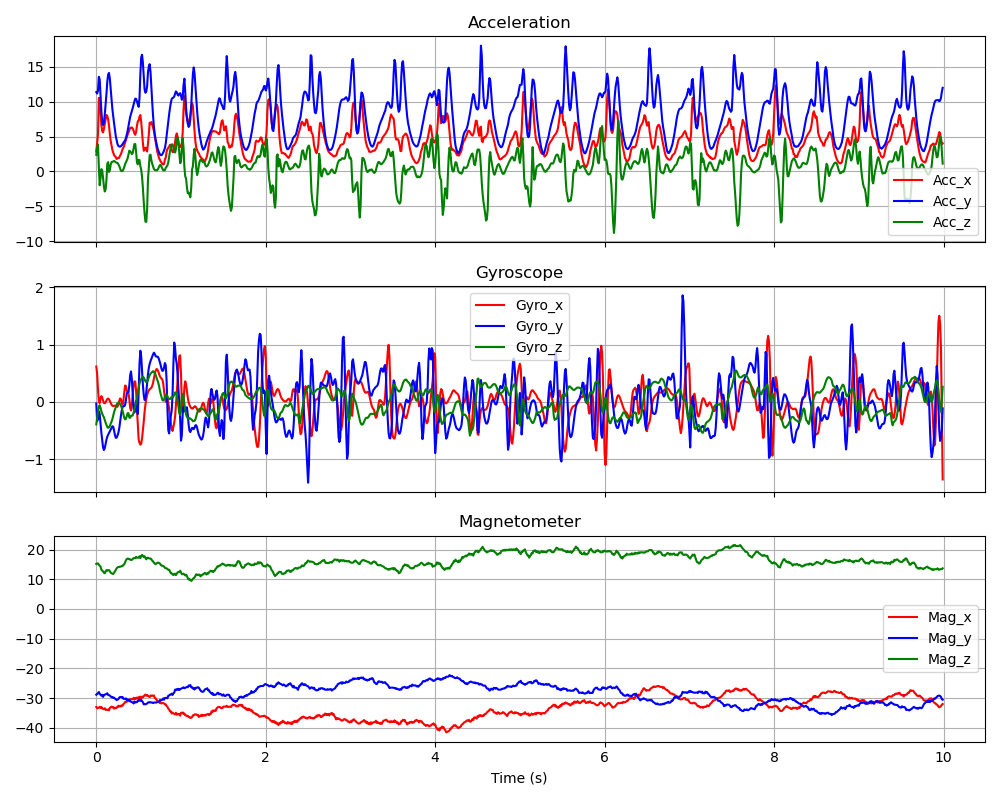 Acceleration
15
10
5
0
−5
−10
Acc_x
Acc_y
Acc_z
Gyroscope
2
1
0
−1
Gyro_x
Gyro_y
Gyro_z
Magnetometer
20
10
0
−10
−20
−30
−40
Mag_x
Mag_y
Mag_z
0 2 4 6 8 10
Time (s)